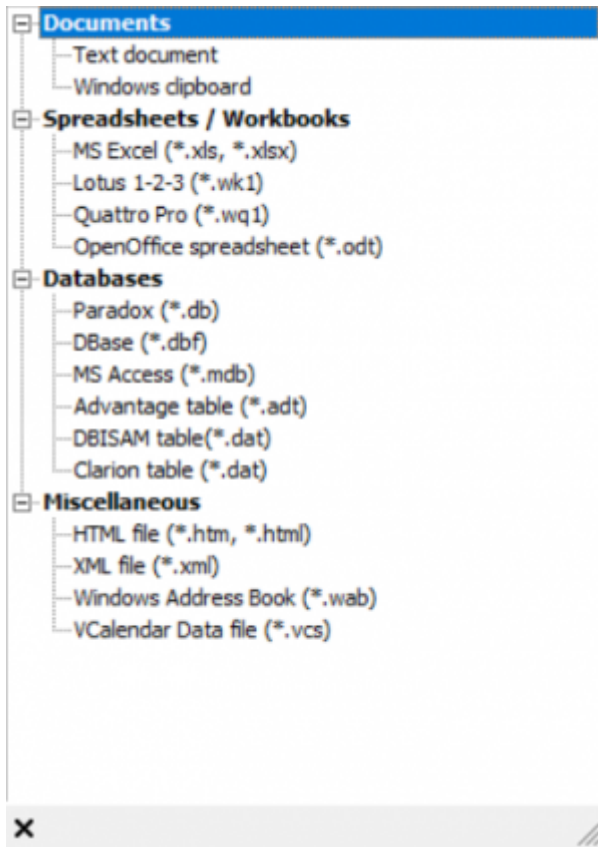 Documents
Text document
Windows clipboard
Spreadsheets / Workbooks
MS Excel (*.xls, *.xlsx)
Lotus 1-2-3 (*.wk1)
Quattro Pro (*.wq1)
OpenOffice spreadsheet (*.odt)
Databases
Paradox (*.db)
DBase (*.dbf)
MS Access (*.mdb)
Advantage table (*.adt)
DBISAM table(*.dat)
Clarion table (*.dat)
Miscellaneous
HTML file (*.htm, *.html)
XML file (*.xml)
Windows Address Book (*.wab)
VCalendar Data file (*.vcs)